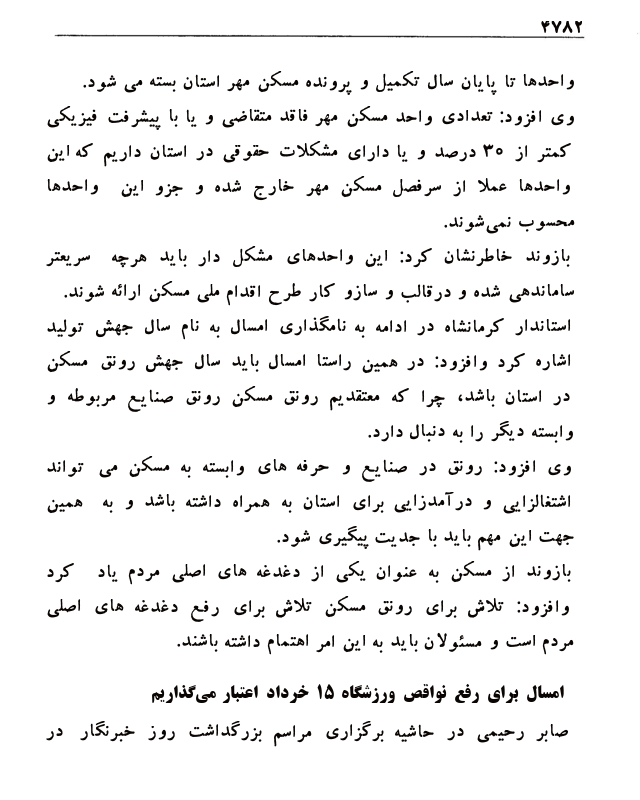 ۴۷۸۲
واحدها تا پایان سال تکمیل و پرونده مسکن مهر استان بسته می شود.
وی افزود: تعدادی واحد مسکن مهر فاقد متقاضی و یا با پیشرفت فیزیکی
کمتر از ۳۰ درصد و یا دارای مشکلات حقوقی در استان داریم که این
واحدها عملا از سرفصل مسکن مهر خارج شده و جزو این واحدها
محسوب نمی‌شوند.
بازوند خاطرنشان کرد: این واحدهای مشکل دار باید هرچه سریعتر
ساماندهی شده و درقالب و سازو کار طرح اقدام ملی مسکن ارائه شوند.
استاندار کرمانشاه در ادامه به نامگذاری امسال به نام سال جهش تولید
اشاره کرد وافزود: در همین راستا امسال باید سال جهش رونق مسکن
در استان باشد، چرا که معتقدیم رونق مسکن رونق صنایع مربوطه و
وابسته دیگر را به دنبال دارد.
وی افزود: رونق در صنایع و حرفه های وابسته به مسکن می تواند
اشتغالزایی و درآمدزایی برای استان به همراه داشته باشد و به همین
جهت این مهم باید با جدیت پیگیری شود.
بازوند از مسکن به عنوان یکی از دغدغه های اصلی مردم یاد کرد
وافزود: تلاش برای رونق مسکن تلاش برای رفع دغدغه های اصلی
مردم است و مسئولان باید به این امر اهتمام داشته باشند.
امسال برای رفع نواقص ورزشگاه ۱۵ خرداد اعتبار می‌گذاریم
صابر رحیمی در حاشیه برگزاری مراسم بزرگداشت روز خبرنگار در